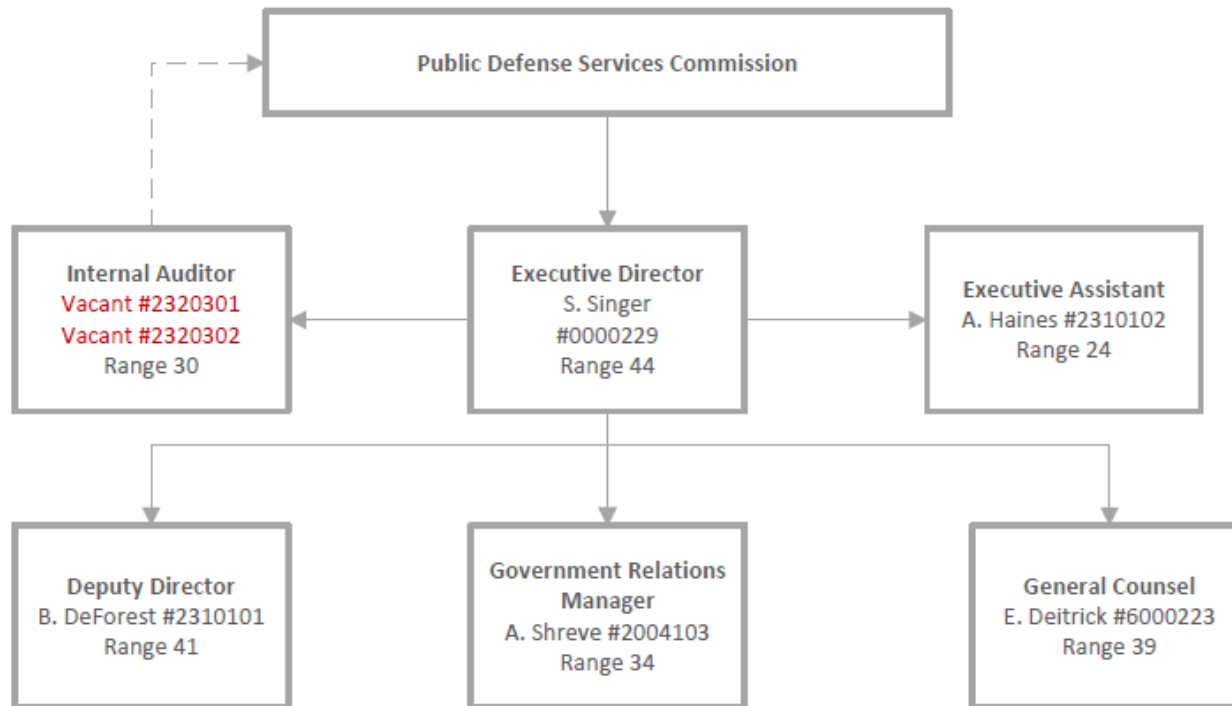 Public Defense Services Commission
Internal Auditor
Vacant #2320301
Vacant #2320302
Range 30
Executive Director
S. Singer
#0000229
Range 44
Executive Assistant
A. Haines #2310102
Range 24
Deputy Director
B. DeForest #2310101
Range 41
Government Relations
Manager
A. Shreve #2004103
Range 34
General Counsel
E. Deitrick #6000223
Range 39